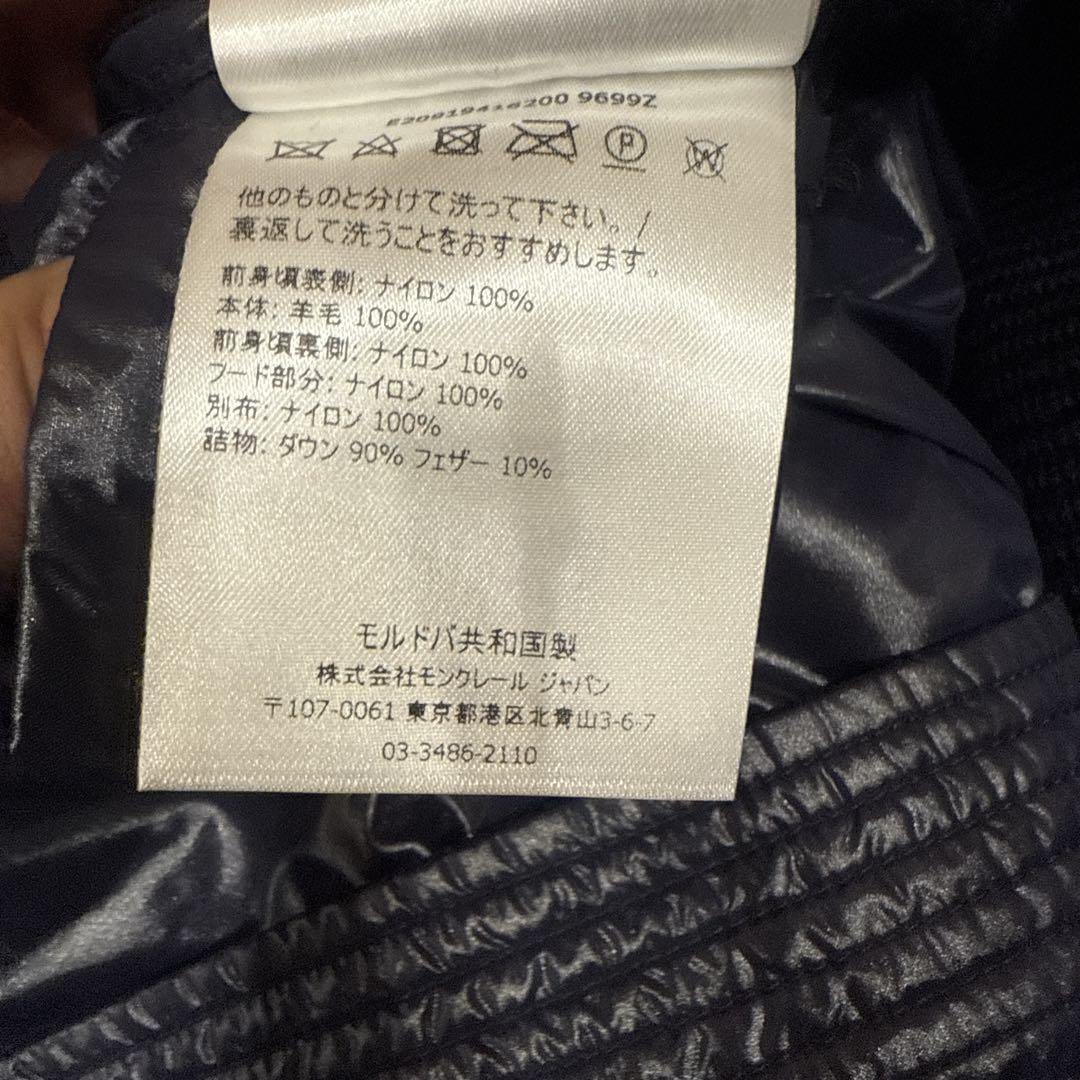 E20919416200 9699Z
P
W
他のものと分けて洗って下さい。/
裏返して洗うことをおすすめします。
前身頃裏側: ナイロン 100%
本体: 羊毛 100%
前身頃裏側: ナイロン 100%
フード部分: ナイロン 100%
別布: ナイロン 100%
詰物: ダウン 90% フェザー 10%
モルドバ共和国製
株式会社モンクレール ジャパン
〒107-0061 東京都港区北青山3-6-7
03-3486-2110